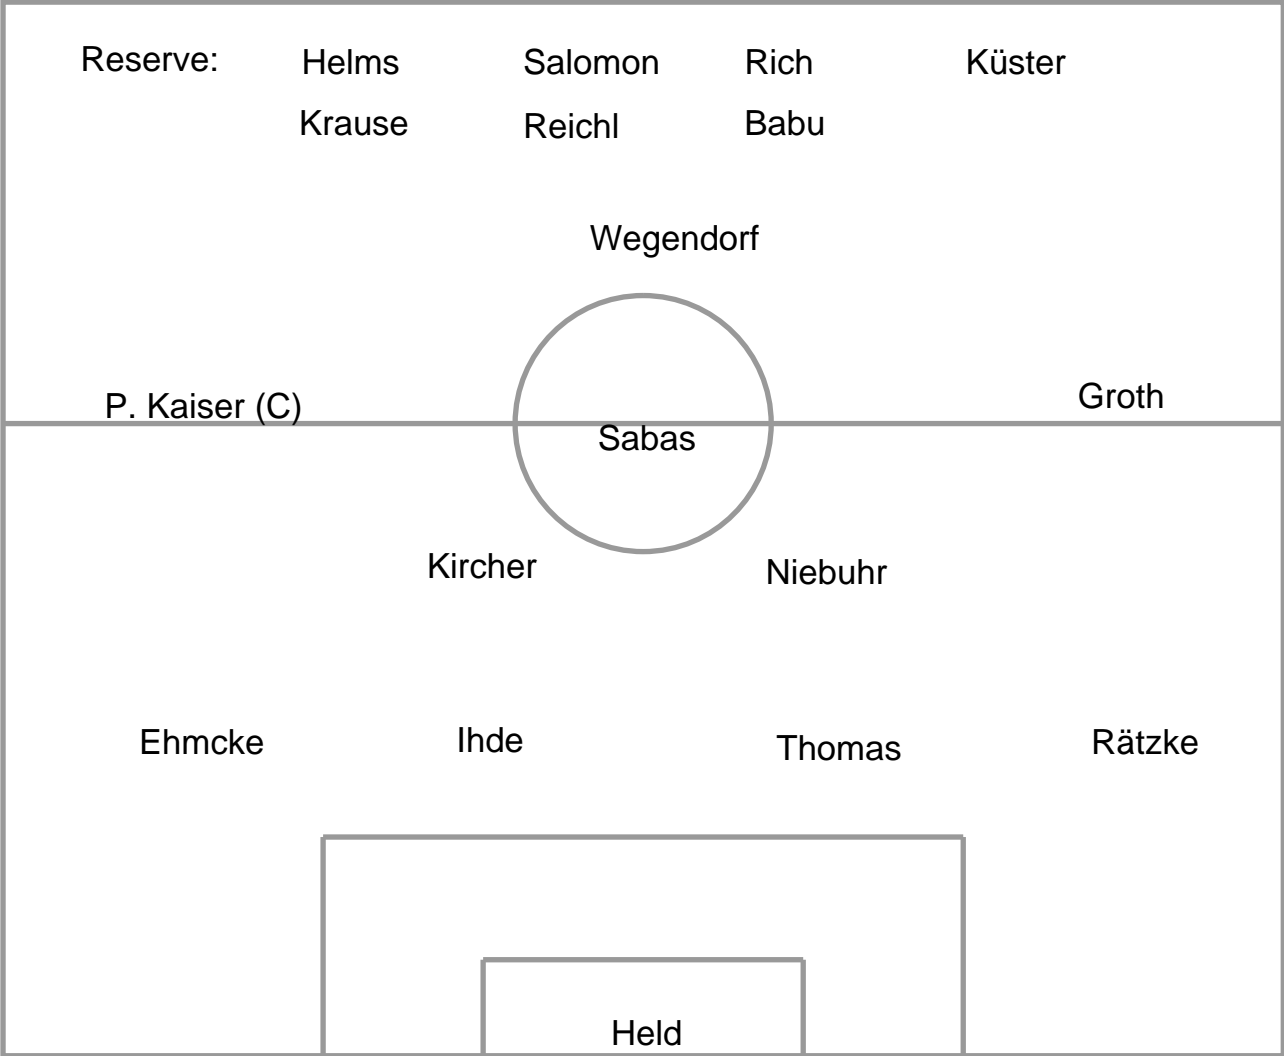 Reserve: Helms Salomon Rich Küster
Krause Reichl Babu
Wegendorf
P. Kaiser (C) Groth
Sabas
Kircher Niebuhr
Ehmcke Ihde Thomas Rätzke
Held